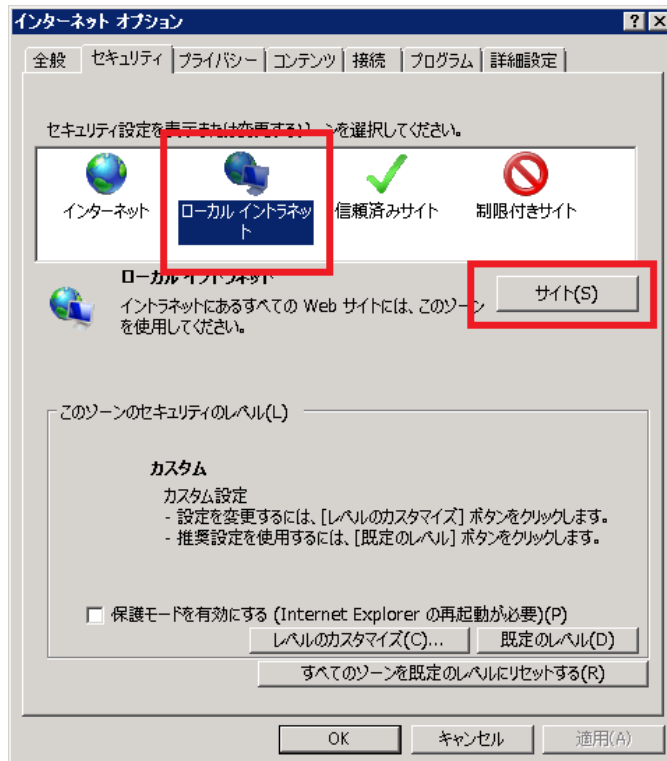 インターネット オプション
全般 セキュリティ プライバシー コンテンツ 接続 プログラム 詳細設定
セキュリティ設定を表示または変更するゾーンを選択してください。
インターネット ローカル イントラネッ 信頼済みサイト 制限付きサイト
ト
ローカル イントラネット
サイト(S)
イントラネットにあるすべての Web サイトには、このゾーン
を使用してください。
このゾーンのセキュリティのレベル(L)
カスタム
カスタム設定
- 設定を変更するには、[レベルのカスタマイズ] ボタンをクリックします。
- 推奨設定を使用するには、[既定のレベル] ボタンをクリックします。
保護モードを有効にする (Internet Explorer の再起動が必要)(P)
レベルのカスタマイズ(C)... 既定のレベル(D)
すべてのゾーンを既定のレベルにリセットする(R)
OK キャンセル 適用(A)